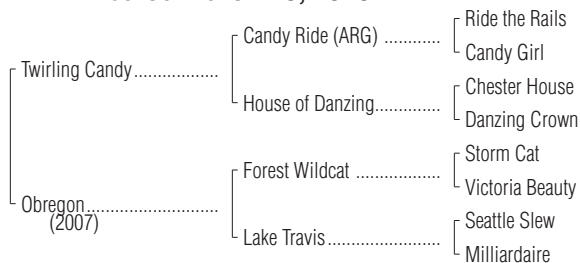 Ride the Rails
Candy Ride (ARG) ............
Candy Girl
Twirling Candy..................
Chester House
House of Danzing..............
Danzing Crown
Storm Cat
Forest Wildcat ..................
Victoria Beauty
Obregon............................
(2007)
Seattle Slew
Lake Travis........................
Milliardaire